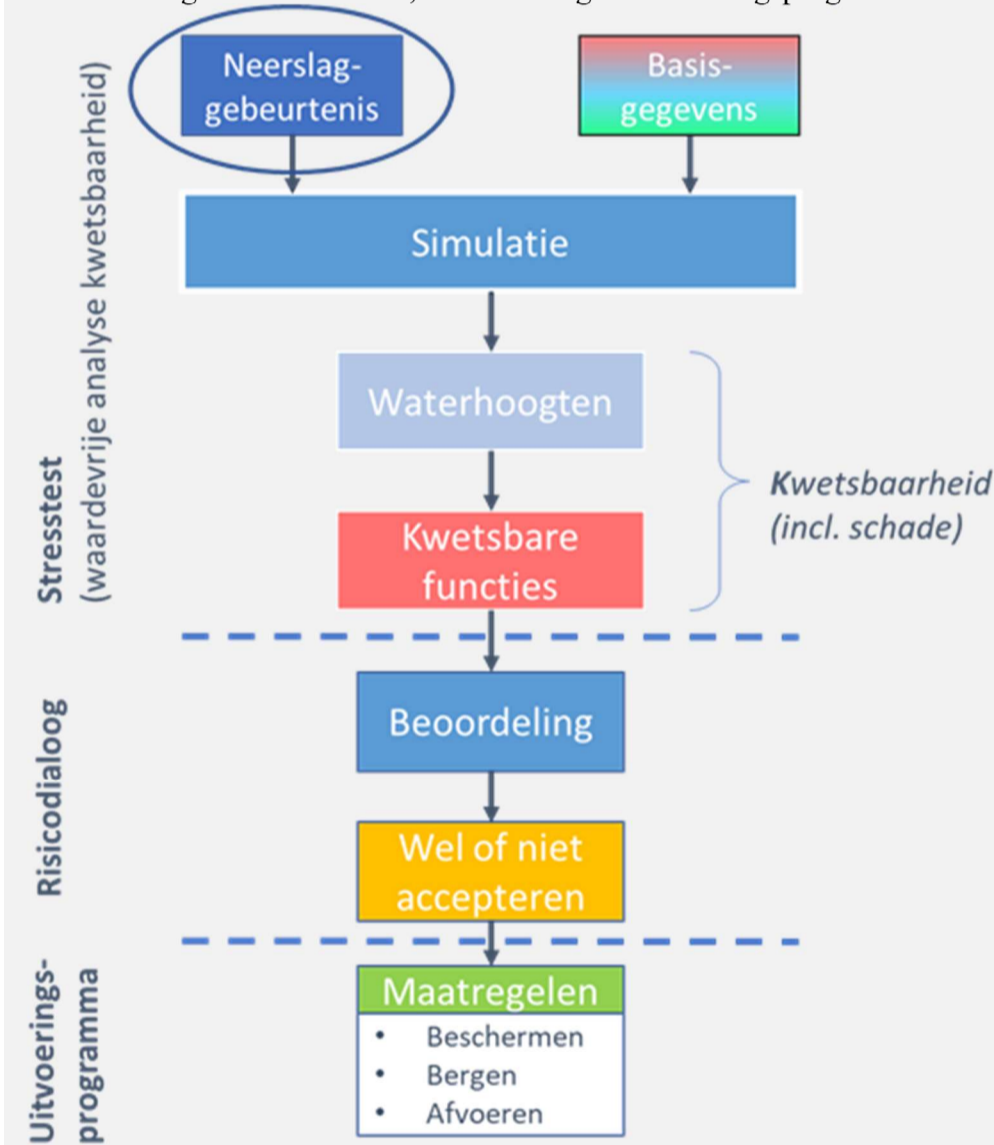 Neerslag-
gebeurtenis
Basis-
gegevens
Simulatie
Waterhoogten
Kwetsbare
functies
Kwetsbaarheid
(incl. schade)
Stresstest
(waardevrije analyse kwetsbaarheid)
Beoordeling
Wel of niet
accepteren
Risicodialoog
Maatregelen
• Beschermen
• Bergen
• Afvoeren
Uitvoerings-
programma